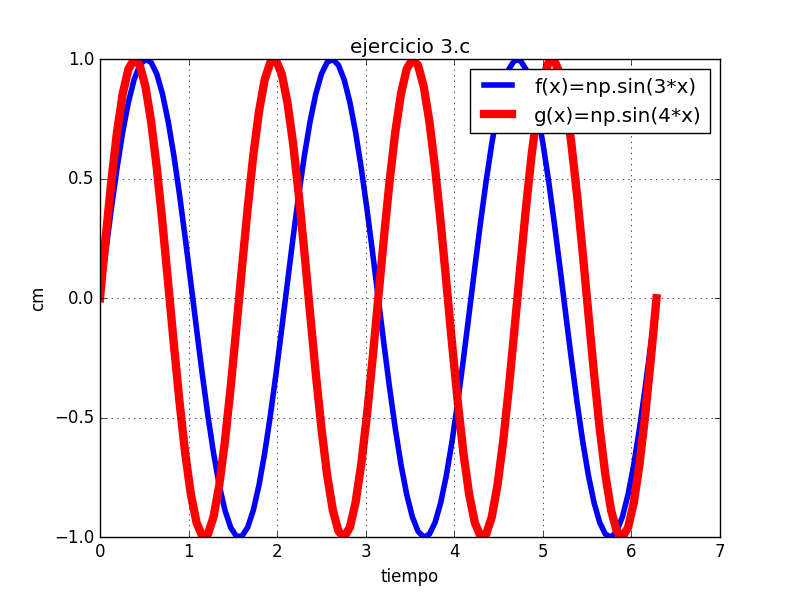 ejercicio 3.c
f(x)=np.sin(3*x)
g(x)=np.sin(4*x)
1.0
0.5
0.0
−0.5
−1.0
cm
0 1 2 3 4 5 6 7
tiempo